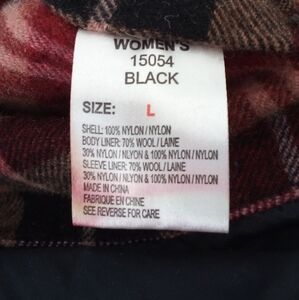 WOMEN'S
15054
BLACK
SIZE: L
SHELL: 100% NYLON / NYLON
BODY LINER: 70% WOOL / LAINE
30% NYLON / NLYON & 100% NYLON / NYLON
SLEEVE LINER: 70% WOOL / LAINE
30% NYLON / NLYON & 100% NYLON / NYLON
MADE IN CHINA
FABRIQUE EN CHINE
SEE REVERSE FOR CARE